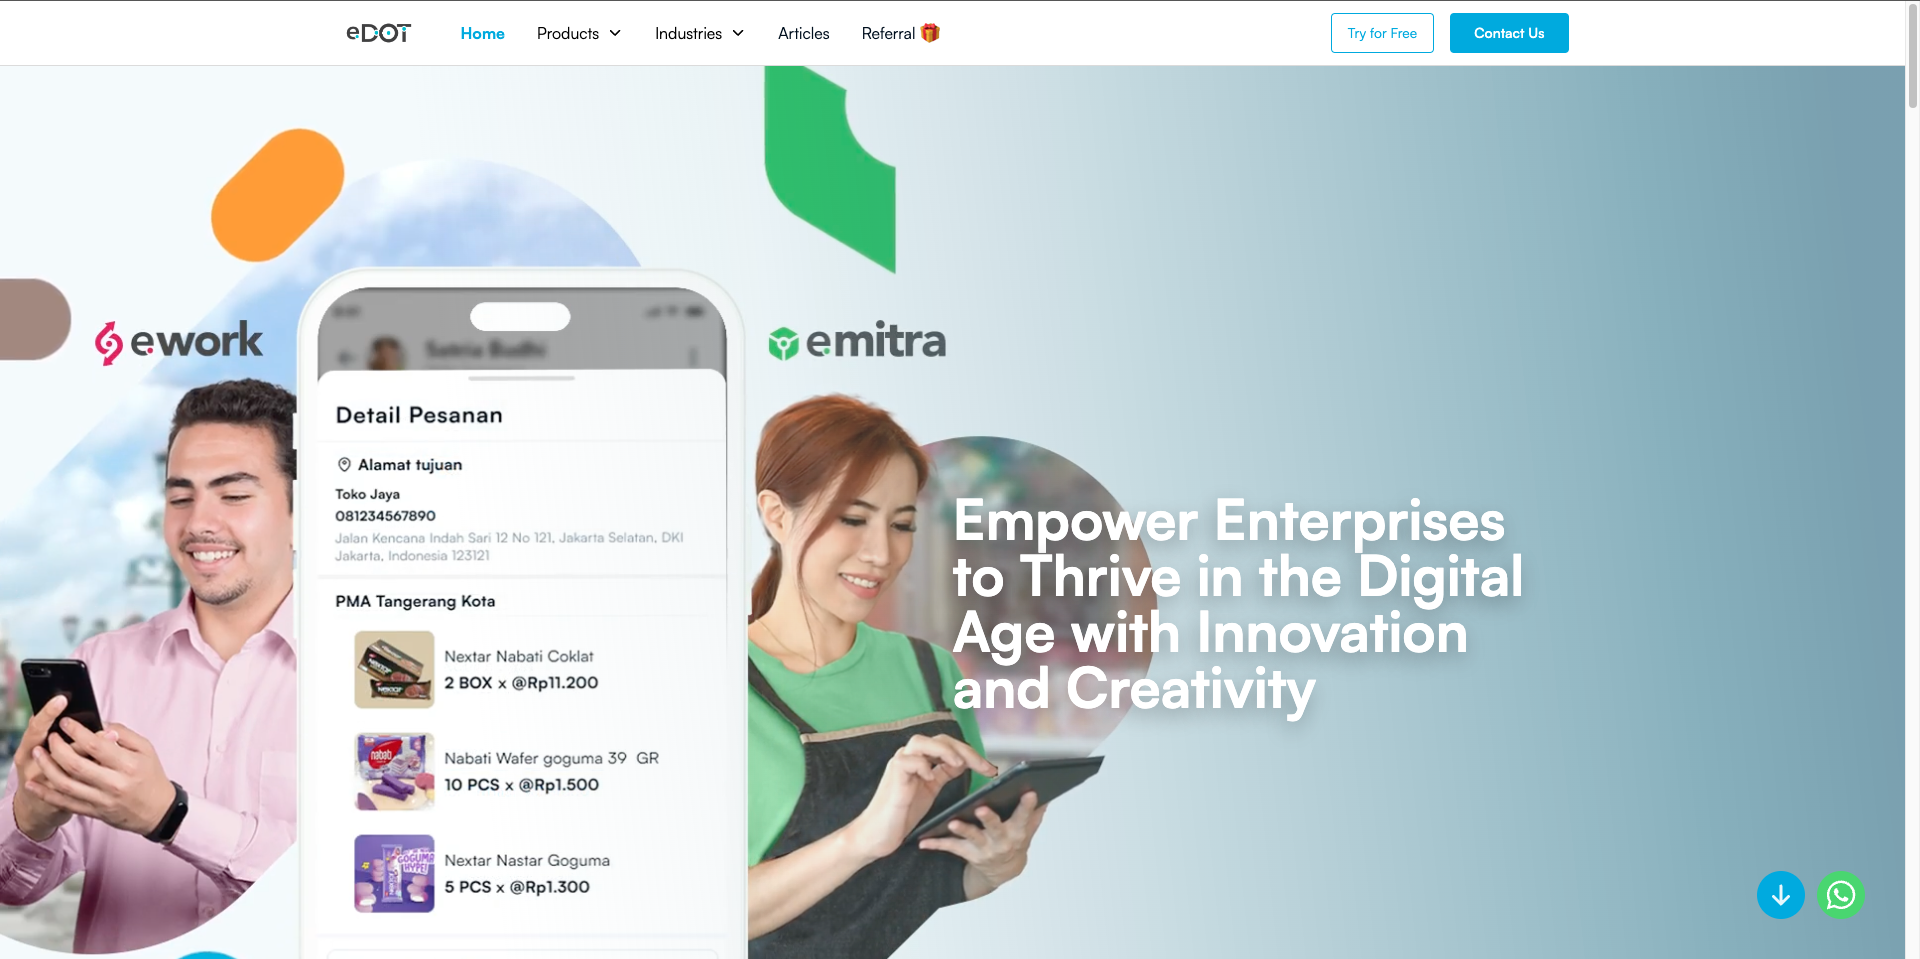 eDOT
Home
Products
Industries
Articles
Referral
Try for Free
Contact Us
ework
emitra
Satria Budhi
Detail Pesanan
Alamat tujuan
Toko Jaya
081234567890
Jalan Kencana Indah Sari 12 No 121, Jakarta Selatan, DKI
Jakarta, Indonesia 123121
PMA Tangerang Kota
Nextar Nabati Coklat
2 BOX x @Rp11.200
Nabati Wafer goguma 39 GR
nabati
10 PCS x @Rp1.500
Nextar Nastar Goguma
5 PCS x @Rp1.300
Empower Enterprises
to Thrive in the Digital
Age with Innovation
and Creativity